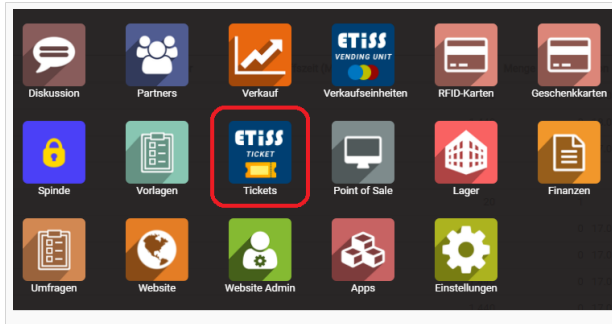 ETISS
VENDING UNIT
Diskussion
Partners
Verkauf
Verkaufseinheiten
RFID-Karten
Geschenkkarten
ETISS
TICKET
Spinde
Vorlagen
Tickets
Point of Sale
Lager
Finanzen
Umfragen
Website
Website Admin
Apps
Einstellungen